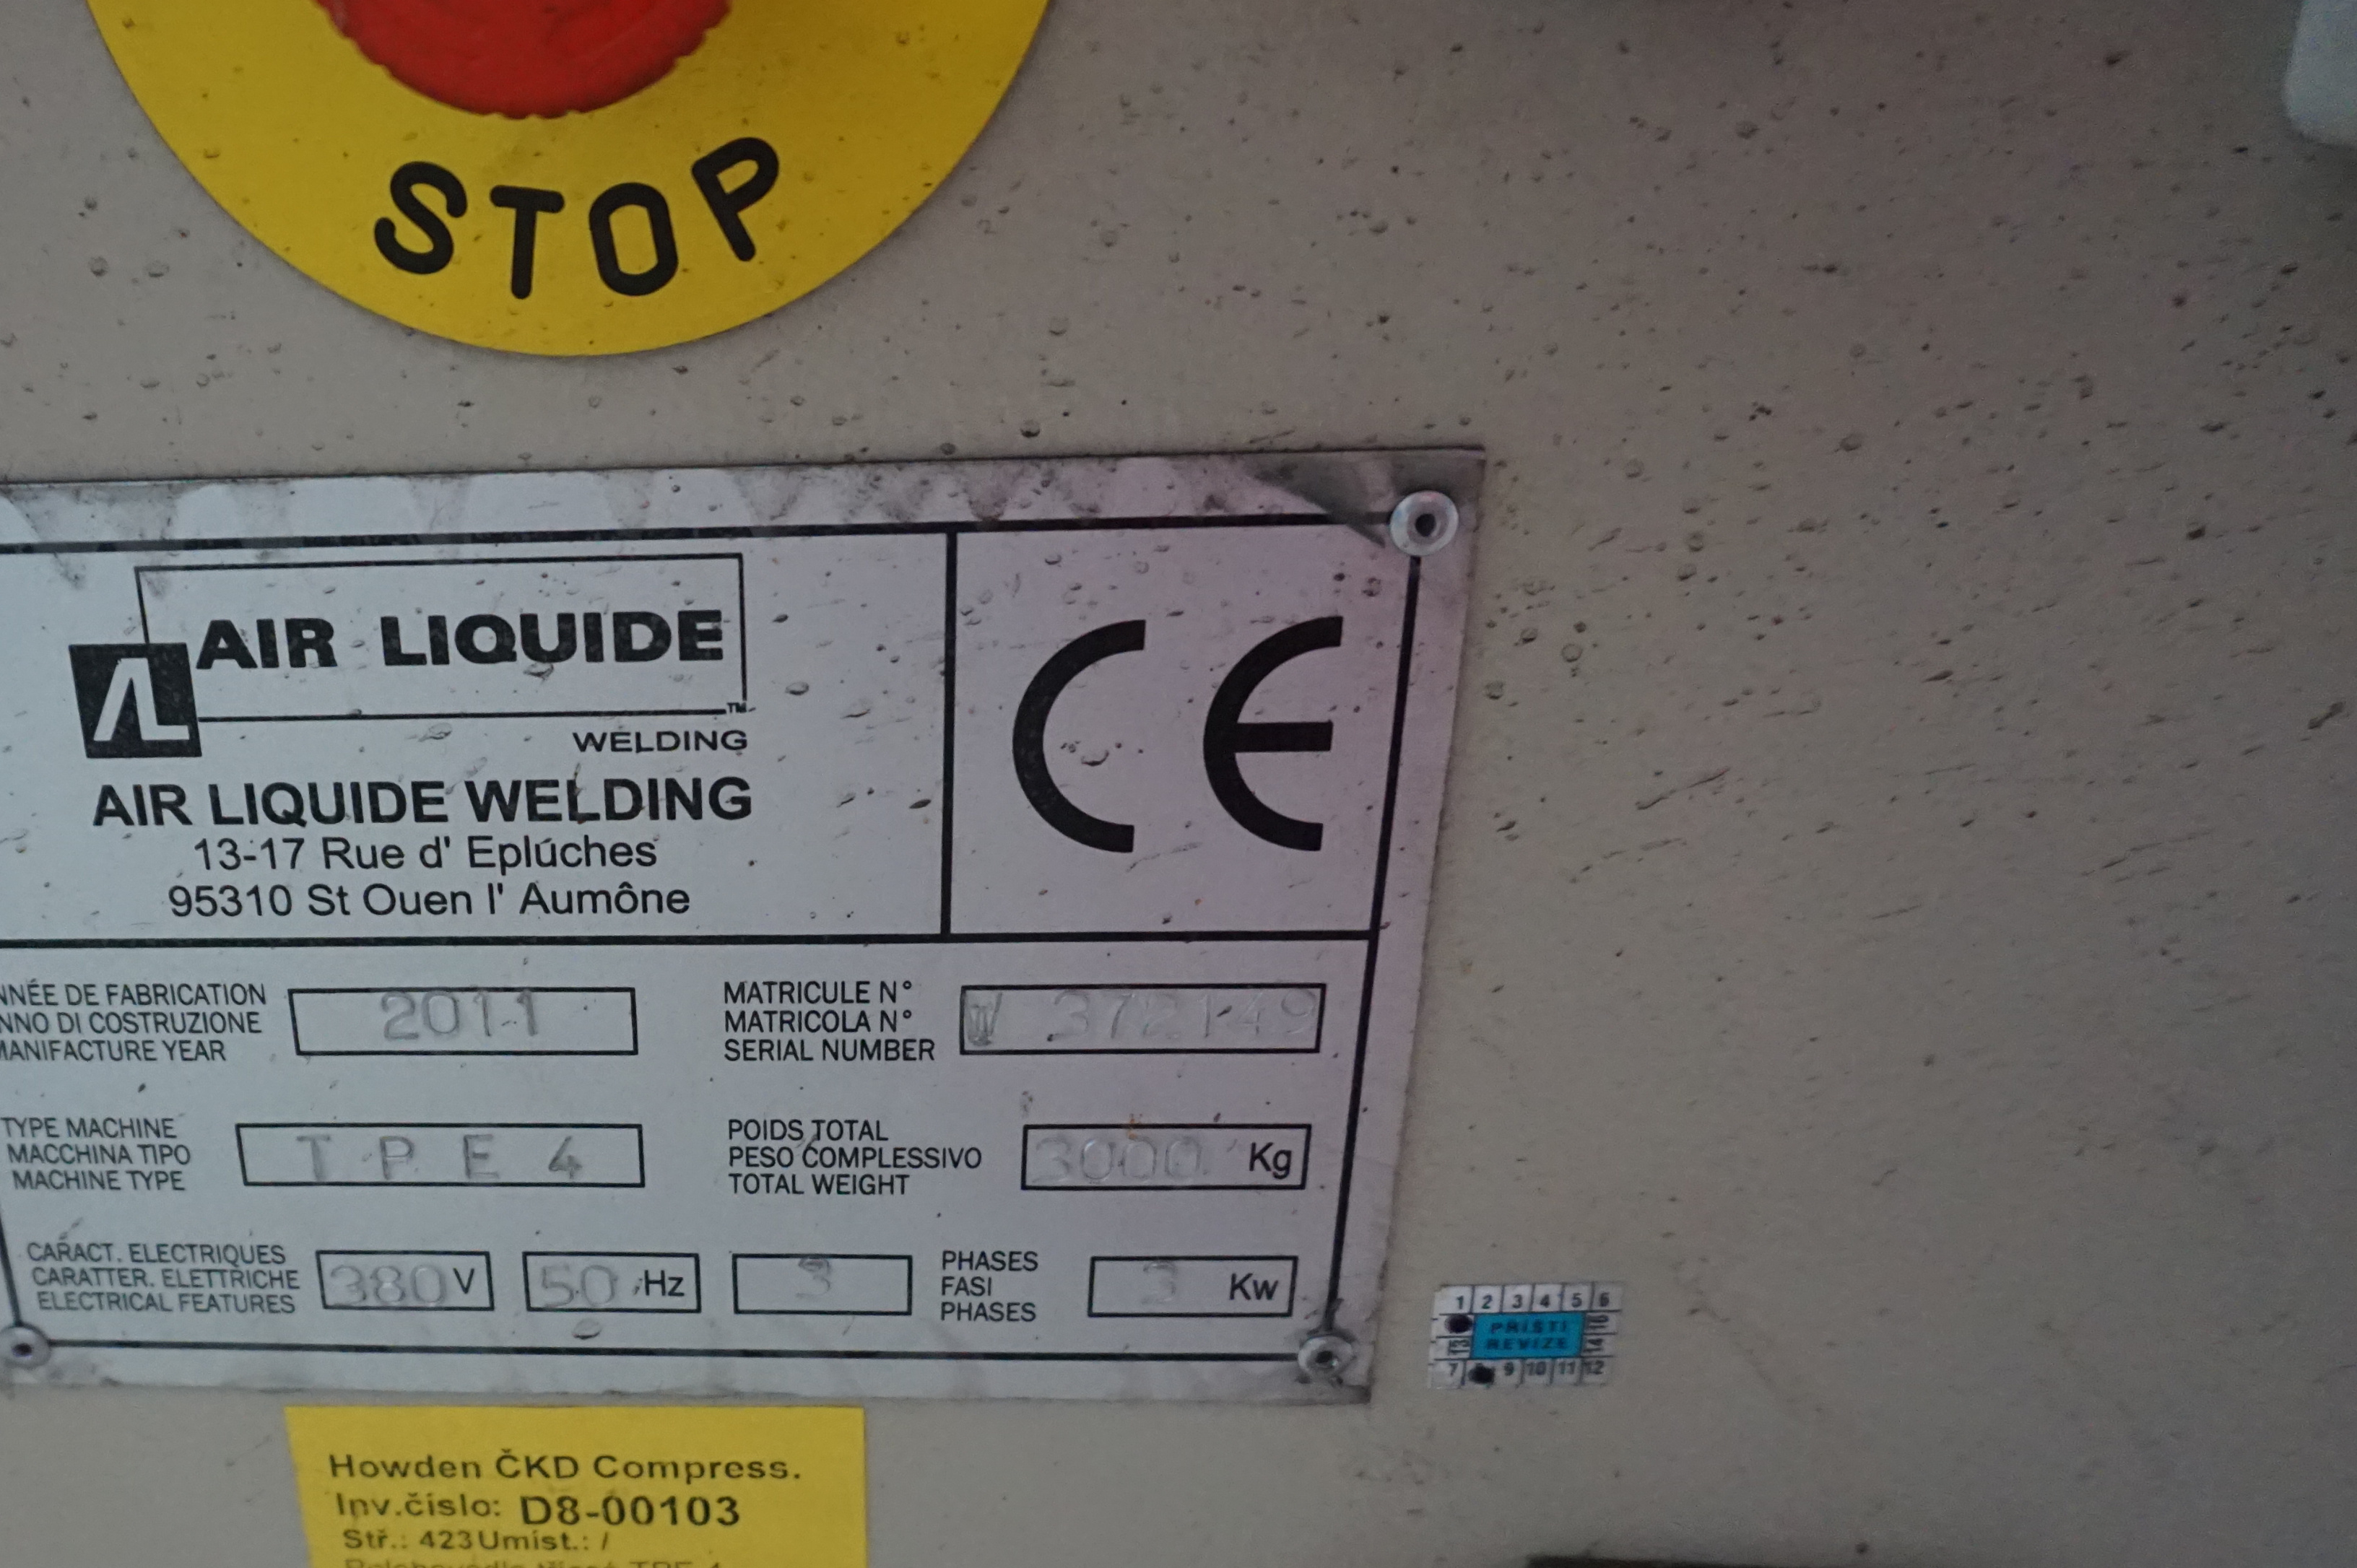 STOP
AIR LIQUIDE
™
WELDING
CE
AIR LIQUIDE WELDING
13-17 Rue d' Eplúches
95310 St Ouen l' Aumône
NNÉE DE FABRICATION
NNO DI COSTRUZIONE
MANIFACTURE YEAR
2011
MATRICULE N°
MATRICOLA N°
SERIAL NUMBER
TYPE MACHINE
MACCHINA TIPO
MACHINE TYPE
T P E 4
POIDS TOTAL
PESO COMPLESSIVO
TOTAL WEIGHT
3000 Kg
CARACT. ELECTRIQUES
CARATTER. ELETTRICHE
ELECTRICAL FEATURES
380 V
50 Hz
3
PHASES
FASI
PHASES
3 Kw
1 2 3 4 5 6
PŘÍŠTÍ
REVIZE
7 9 10 11 12
Howden ČKD Compress.
Inv.číslo: D8-00103
Stř.: 423 Umíst.: /